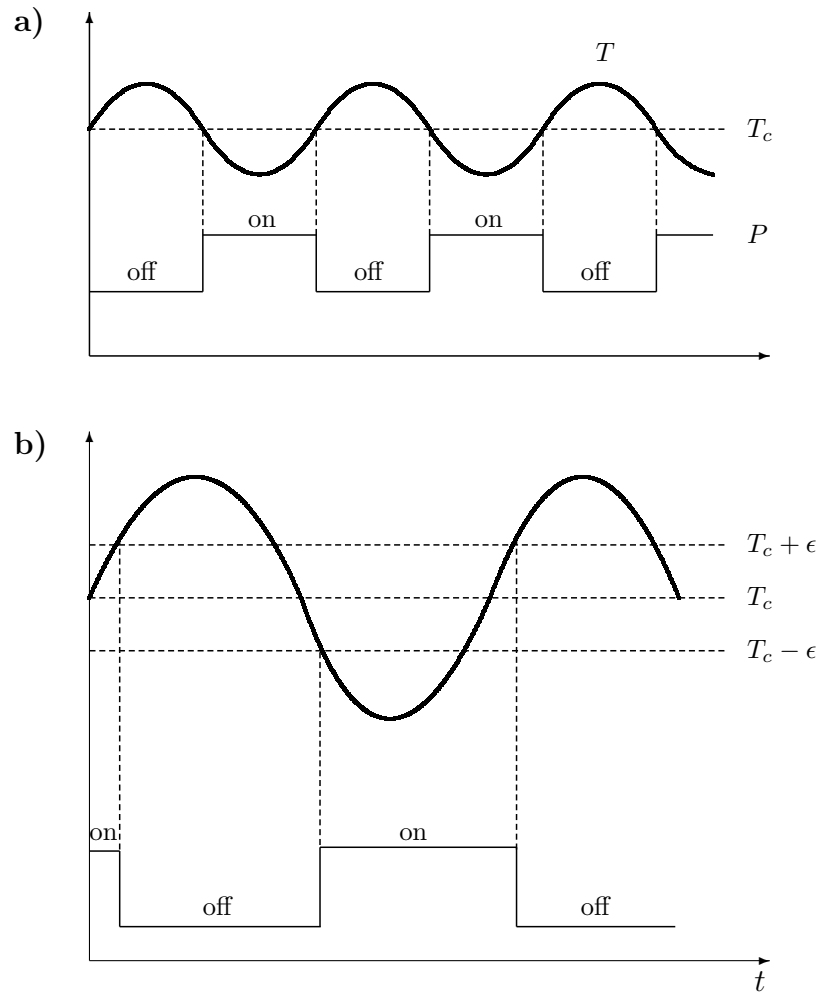 a)
T
T_c
on on P
off off off
b)
T_c + ϵ
T_c
T_c − ϵ
on on
off off
t